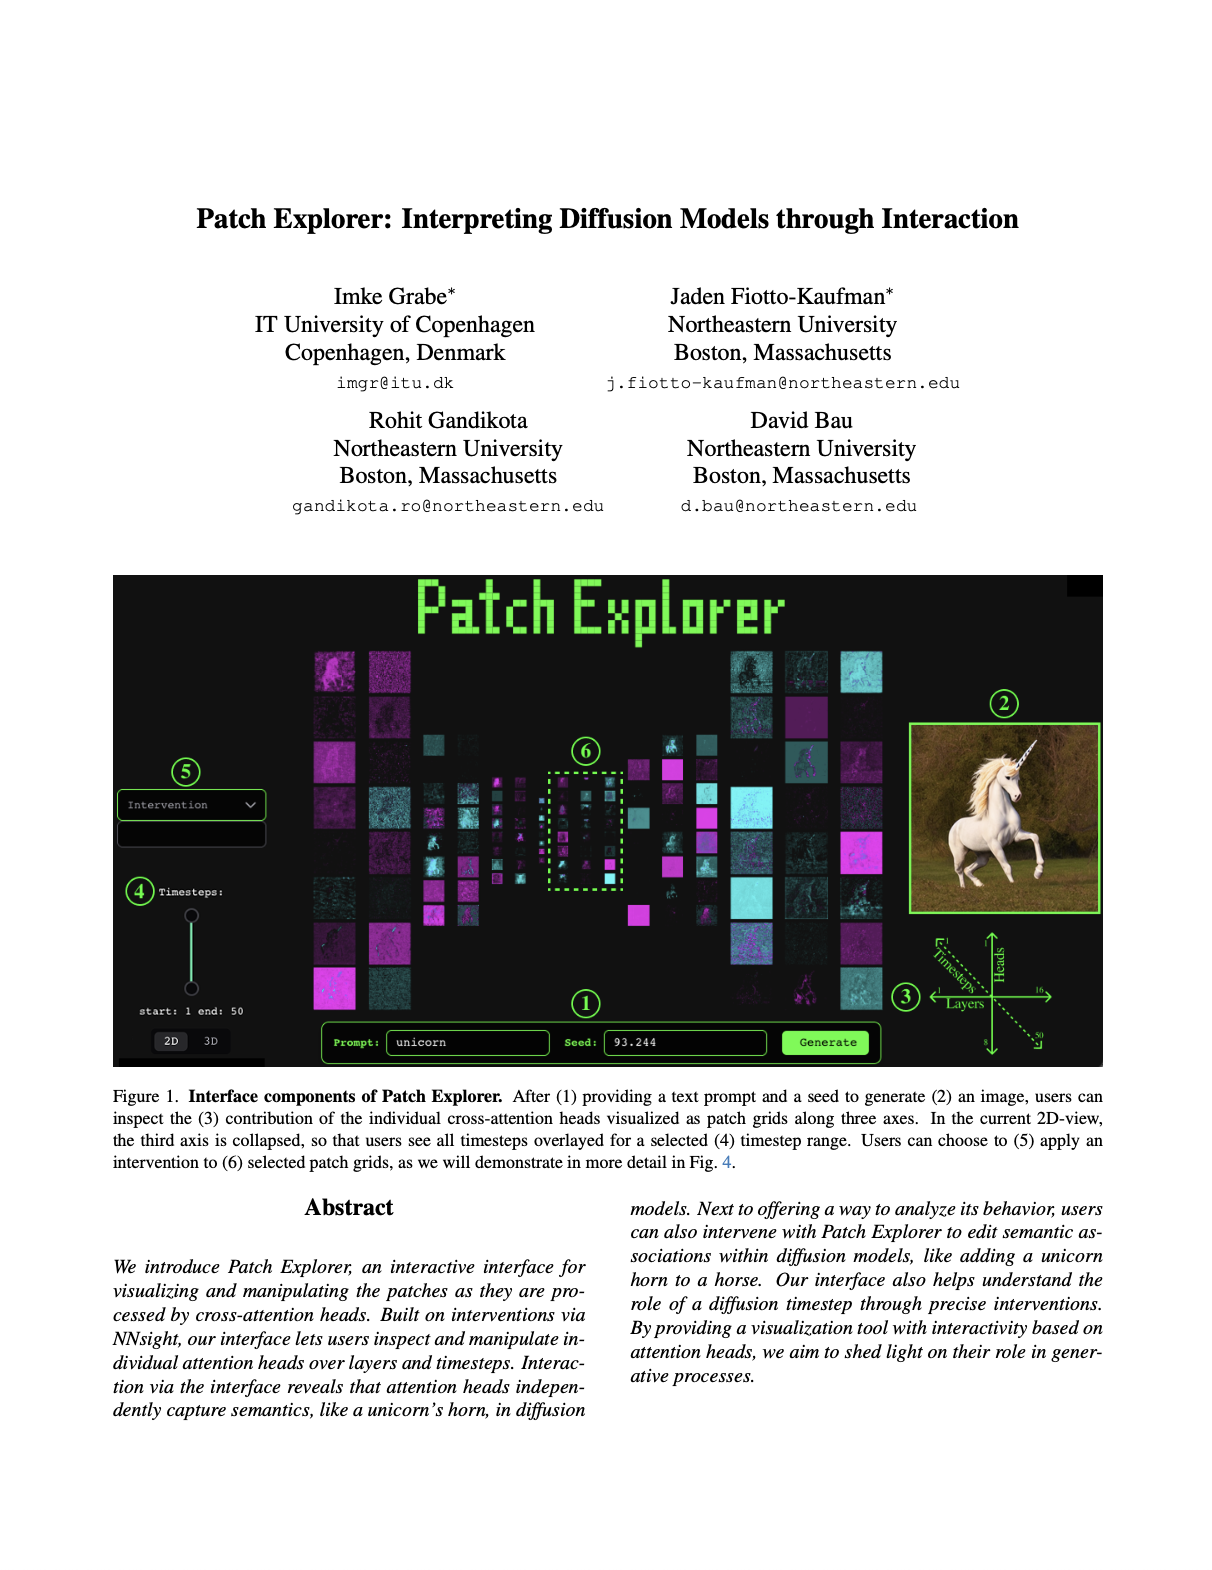 Patch Explorer: Interpreting Diffusion Models through Interaction
Imke Grabe*
IT University of Copenhagen
Copenhagen, Denmark
imgr@itu.dk
Jaden Fiotto-Kaufman*
Northeastern University
Boston, Massachusetts
j.fiotto-kaufman@northeastern.edu
Rohit Gandikota
Northeastern University
Boston, Massachusetts
gandikota.ro@northeastern.edu
David Bau
Northeastern University
Boston, Massachusetts
d.bau@northeastern.edu
Patch Explorer
5
Intervention
4 Timesteps:
start: 1 end: 50
2D 3D
6
1
Prompt: unicorn Seed: 93.244 Generate
2
3
1 Timesteps
1 Heads
1 Layers 16
8 50
Figure 1. Interface components of Patch Explorer. After (1) providing a text prompt and a seed to generate (2) an image, users can
inspect the (3) contribution of the individual cross-attention heads visualized as patch grids along three axes. In the current 2D-view,
the third axis is collapsed, so that users see all timesteps overlayed for a selected (4) timestep range. Users can choose to (5) apply an
intervention to (6) selected patch grids, as we will demonstrate in more detail in Fig. 4.
Abstract
We introduce Patch Explorer, an interactive interface for
visualizing and manipulating the patches as they are pro-
cessed by cross-attention heads. Built on interventions via
NNsight, our interface lets users inspect and manipulate in-
dividual attention heads over layers and timesteps. Interac-
tion via the interface reveals that attention heads indepen-
dently capture semantics, like a unicorn's horn, in diffusion
models. Next to offering a way to analyze its behavior, users
can also intervene with Patch Explorer to edit semantic as-
sociations within diffusion models, like adding a unicorn
horn to a horse. Our interface also helps understand the
role of a diffusion timestep through precise interventions.
By providing a visualization tool with interactivity based on
attention heads, we aim to shed light on their role in gener-
ative processes.